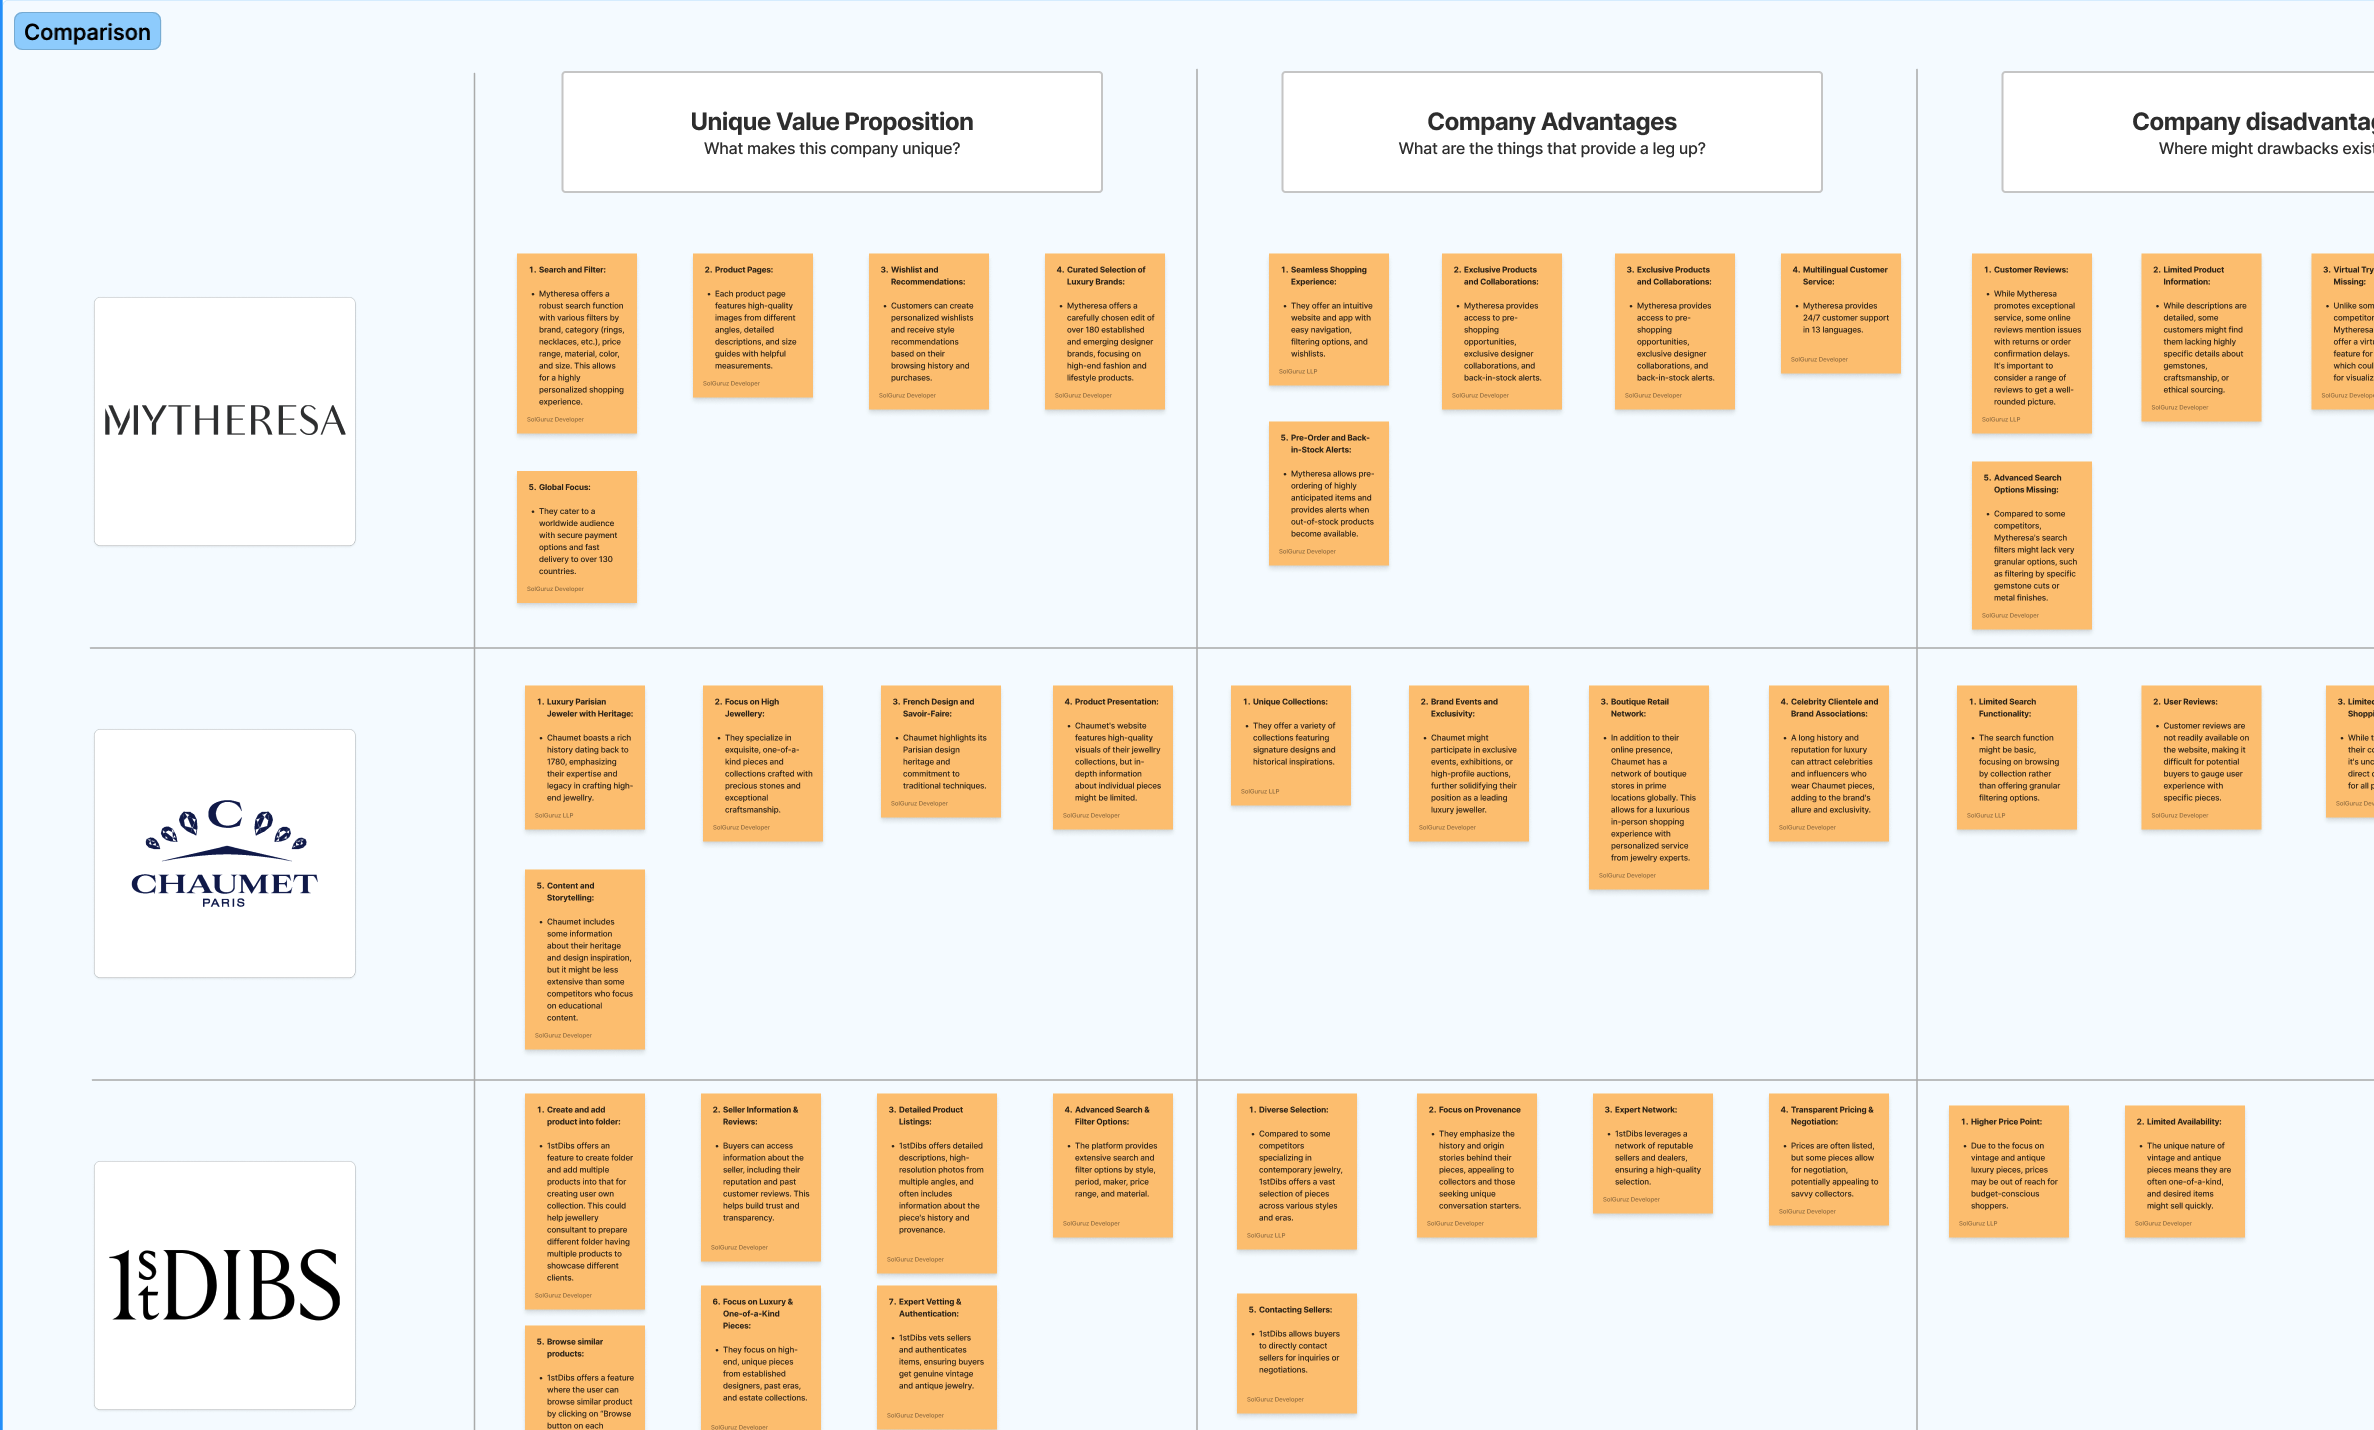 Comparison
Unique Value Proposition
What makes this company unique?
Company Advantages
What are the things that provide a leg up?
Company disadvanta
Where might drawbacks exist
MYTHERESA
1. Search and Filter:
• Mytheresa offers a
robust search function
with various filters by
brand, category (rings,
necklaces, etc.), price
range, material, color,
and size. This allows
for a highly
personalized shopping
experience.
SolGuruz Developer
2. Product Pages:
• Each product page
features high-quality
images from different
angles, detailed
descriptions, and size
guides with helpful
measurements.
SolGuruz Developer
3. Wishlist and
Recommendations:
• Customers can create
personalized wishlists
and receive style
recommendations
based on their
browsing history and
purchases.
SolGuruz Developer
4. Curated Selection of
Luxury Brands:
• Mytheresa offers a
carefully chosen edit of
over 180 established
and emerging designer
brands, focusing on
high-end fashion and
lifestyle products.
SolGuruz Developer
5. Global Focus:
• They cater to a
worldwide audience
with secure payment
options and fast
delivery to over 130
countries.
SolGuruz Developer
1. Seamless Shopping
Experience:
• They offer an intuitive
website and app with
easy navigation,
filtering options, and
wishlists.
SolGuruz LLP
2. Exclusive Products
and Collaborations:
• Mytheresa provides
access to pre-
shopping
opportunities,
exclusive designer
collaborations, and
back-in-stock alerts.
SolGuruz Developer
3. Exclusive Products
and Collaborations:
• Mytheresa provides
access to pre-
shopping
opportunities,
exclusive designer
collaborations, and
back-in-stock alerts.
SolGuruz Developer
4. Multilingual Customer
Service:
• Mytheresa provides
24/7 customer support
in 13 languages.
SolGuruz Developer
5. Pre-Order and Back-
in-Stock Alerts:
• Mytheresa allows pre-
ordering of highly
anticipated items and
provides alerts when
out-of-stock products
become available.
SolGuruz Developer
1. Customer Reviews:
• While Mytheresa
promotes exceptional
service, some online
reviews mention issues
with returns or order
confirmation delays.
It's important to
consider a range of
reviews to get a well-
rounded picture.
SolGuruz LLP
2. Limited Product
Information:
• While descriptions are
detailed, some
customers might find
them lacking highly
specific details about
gemstones,
craftsmanship, or
ethical sourcing.
SolGuruz Developer
3. Virtual Try
Missing:
• Unlike som
competitor
Mytheresa
offer a virtu
feature for
which coul
for visualiz
SolGuruz Develop
5. Advanced Search
Options Missing:
• Compared to some
competitors,
Mytheresa's search
filters might lack very
granular options, such
as filtering by specific
gemstone cuts or
metal finishes.
SolGuruz Developer
C
CHAUMET
PARIS
1. Luxury Parisian
Jeweler with Heritage:
• Chaumet boasts a rich
history dating back to
1780, emphasizing
their expertise and
legacy in crafting high-
end jewellry.
SolGuruz LLP
2. Focus on High
Jewellery:
• They specialize in
exquisite, one-of-a-
kind pieces and
collections crafted with
precious stones and
exceptional
craftsmanship.
SolGuruz Developer
3. French Design and
Savoir-Faire:
• Chaumet highlights its
Parisian design
heritage and
commitment to
traditional techniques.
SolGuruz Developer
4. Product Presentation:
• Chaumet's website
features high-quality
visuals of their jewellry
collections, but in-
depth information
about individual pieces
might be limited.
SolGuruz Developer
5. Content and
Storytelling:
• Chaumet includes
some information
about their heritage
and design inspiration,
but it might be less
extensive than some
competitors who focus
on educational
content.
SolGuruz Developer
1. Unique Collections:
• They offer a variety of
collections featuring
signature designs and
historical inspirations.
SolGuruz LLP
2. Brand Events and
Exclusivity:
• Chaumet might
participate in exclusive
events, exhibitions, or
high-profile auctions,
further solidifying their
position as a leading
luxury jeweller.
SolGuruz Developer
3. Boutique Retail
Network:
• In addition to their
online presence,
Chaumet has a
network of boutique
stores in prime
locations globally. This
allows for a luxurious
in-person shopping
experience with
personalized service
from jewelry experts.
SolGuruz Developer
4. Celebrity Clientele and
Brand Associations:
• A long history and
reputation for luxury
can attract celebrities
and influencers who
wear Chaumet pieces,
adding to the brand's
allure and exclusivity.
SolGuruz Developer
1. Limited Search
Functionality:
• The search function
might be basic,
focusing on browsing
by collection rather
than offering granular
filtering options.
SolGuruz LLP
2. User Reviews:
• Customer reviews are
not readily available on
the website, making it
difficult for potential
buyers to gauge user
experience with
specific pieces.
SolGuruz Developer
3. Limited
Shoppi
• While t
their co
it's unc
direct o
for all p
SolGuruz Dev
1stDIBS
1. Create and add
product into folder:
• 1stDibs offers an
feature to create folder
and add multiple
products into that for
creating user own
collection. This could
help jewellery
consultant to prepare
different folder having
multiple products to
showcase different
clients.
SolGuruz Developer
2. Seller Information &
Reviews:
• Buyers can access
information about the
seller, including their
reputation and past
customer reviews. This
helps build trust and
transparency.
SolGuruz Developer
3. Detailed Product
Listings:
• 1stDibs offers detailed
descriptions, high-
resolution photos from
multiple angles, and
often includes
information about the
piece's history and
provenance.
SolGuruz Developer
4. Advanced Search &
Filter Options:
• The platform provides
extensive search and
filter options by style,
period, maker, price
range, and material.
SolGuruz Developer
5. Browse similar
products:
• 1stDibs offers a feature
where the user can
browse similar product
by clicking on "Browse
button on each
6. Focus on Luxury &
One-of-a-Kind
Pieces:
• They focus on high-
end, unique pieces
from established
designers, past eras,
and estate collections.
SolGuruz Developer
7. Expert Vetting &
Authentication:
• 1stDibs vets sellers
and authenticates
items, ensuring buyers
get genuine vintage
and antique jewelry.
SolGuruz Developer
1. Diverse Selection:
• Compared to some
competitors
specializing in
contemporary jewelry,
1stDibs offers a vast
selection of pieces
across various styles
and eras.
SolGuruz LLP
2. Focus on Provenance
• They emphasize the
history and origin
stories behind their
pieces, appealing to
collectors and those
seeking unique
conversation starters.
SolGuruz Developer
3. Expert Network:
• 1stDibs leverages a
network of reputable
sellers and dealers,
ensuring a high-quality
selection.
SolGuruz Developer
4. Transparent Pricing &
Negotiation:
• Prices are often listed,
but some pieces allow
for negotiation,
potentially appealing to
savvy collectors.
SolGuruz Developer
5. Contacting Sellers:
• 1stDibs allows buyers
to directly contact
sellers for inquiries or
negotiations.
SolGuruz Developer
1. Higher Price Point:
• Due to the focus on
vintage and antique
luxury pieces, prices
may be out of reach for
budget-conscious
shoppers.
SolGuruz LLP
2. Limited Availability:
• The unique nature of
vintage and antique
pieces means they are
often one-of-a-kind,
and desired items
might sell quickly.
SolGuruz Developer